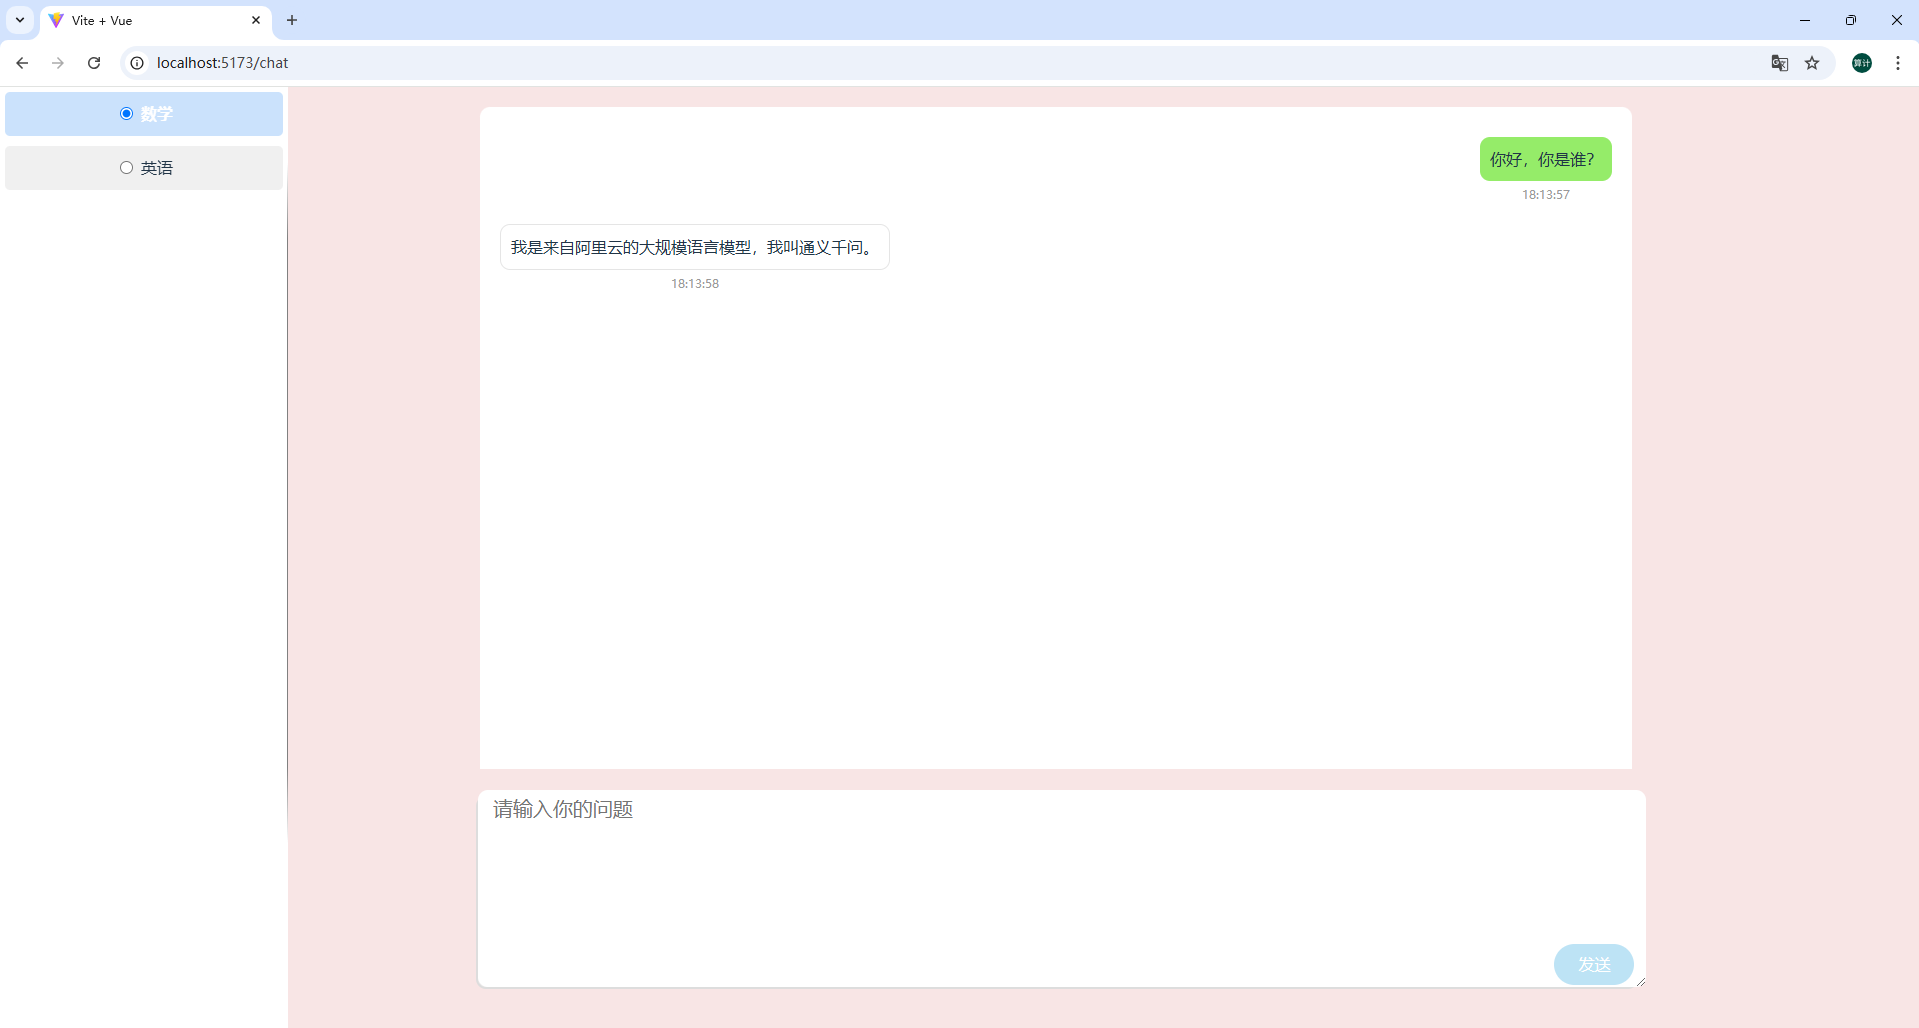 Vite + Vue
localhost:5173/chat
算计
数学
英语
你好，你是谁？
18:13:57
我是来自阿里云的大规模语言模型，我叫通义千问。
18:13:58
请输入你的问题
发送